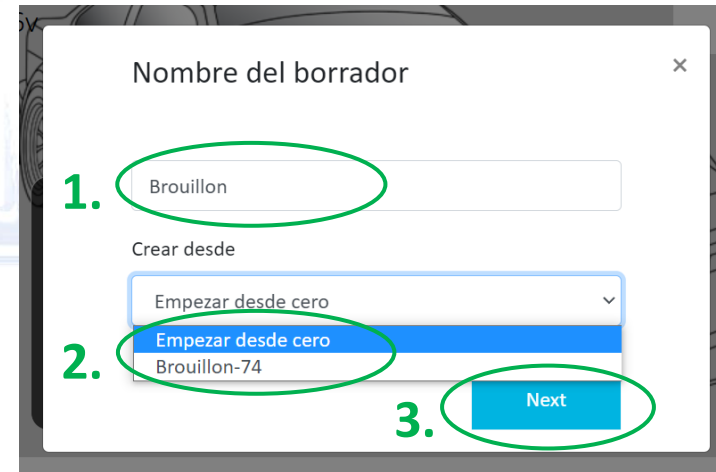 Nombre del borrador
×
1.
Brouillon
Crear desde
Empezar desde cero
2.
Empezar desde cero
Brouillon-74
3.
Next